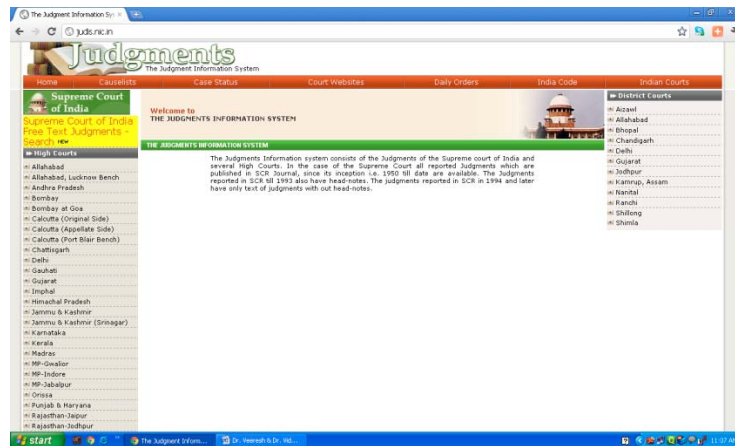 The Judgment Information Sys
judis.nic.in
Judgments
The Judgment Information System
Home Causelists Case Status Court Websites Daily Orders India Code Indian Courts
Supreme Court
of India
Supreme Court of India
Free Text Judgments -
Search NEW
High Courts
Allahabad
Allahabad, Lucknow Bench
Andhra Pradesh
Bombay
Bombay at Goa
Calcutta (Original Side)
Calcutta (Appellate Side)
Calcutta (Port Blair Bench)
Chattisgarh
Delhi
Gauhati
Gujarat
Imphal
Himachal Pradesh
Jammu & Kashmir
Jammu & Kashmir (Srinagar)
Karnataka
Kerala
Madras
MP-Gwalior
MP-Indore
MP-Jabalpur
Orissa
Punjab & Haryana
Rajasthan-Jaipur
Rajasthan-Jodhpur
Welcome to
THE JUDGMENTS INFORMATION SYSTEM
THE JUDGMENTS INFORMATION SYSTEM
The Judgments Information system consists of the Judgments of the Supreme court of India and
several High Courts. In the case of the Supreme Court all reported Judgments which are
published in SCR Journal, since its inception i.e. 1950 till date are available. The Judgments
reported in SCR till 1993 also have head-notes. The judgments reported in SCR in 1994 and later
have only text of judgments with out head-notes.
District Courts
Aizawl
Allahabad
Bhopal
Chandigarh
Delhi
Gujarat
Jodhpur
Kamrup, Assam
Nanital
Ranchi
Shillong
Shimla
start
The Judgment Inform...
Dr. Veeresh & Dr. Vid...
11:07 AM